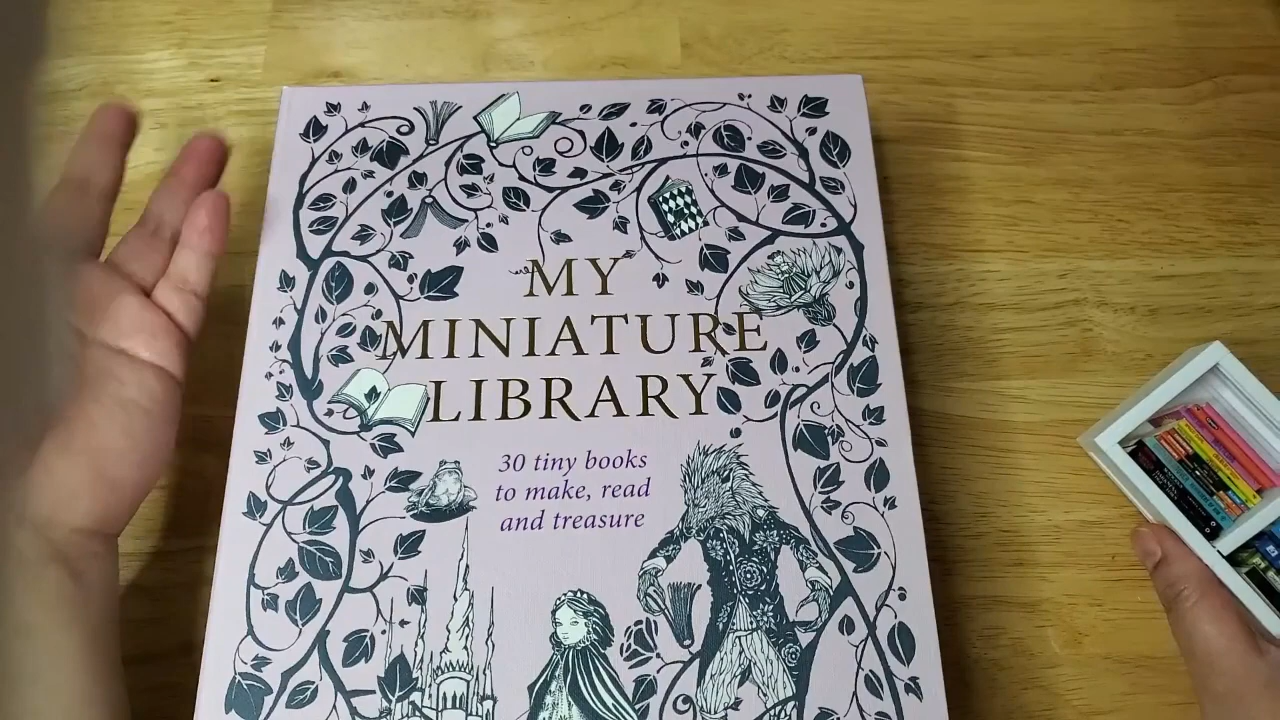 MY
MINIATURE
LIBRARY
30 tiny books
to make, read
and treasure